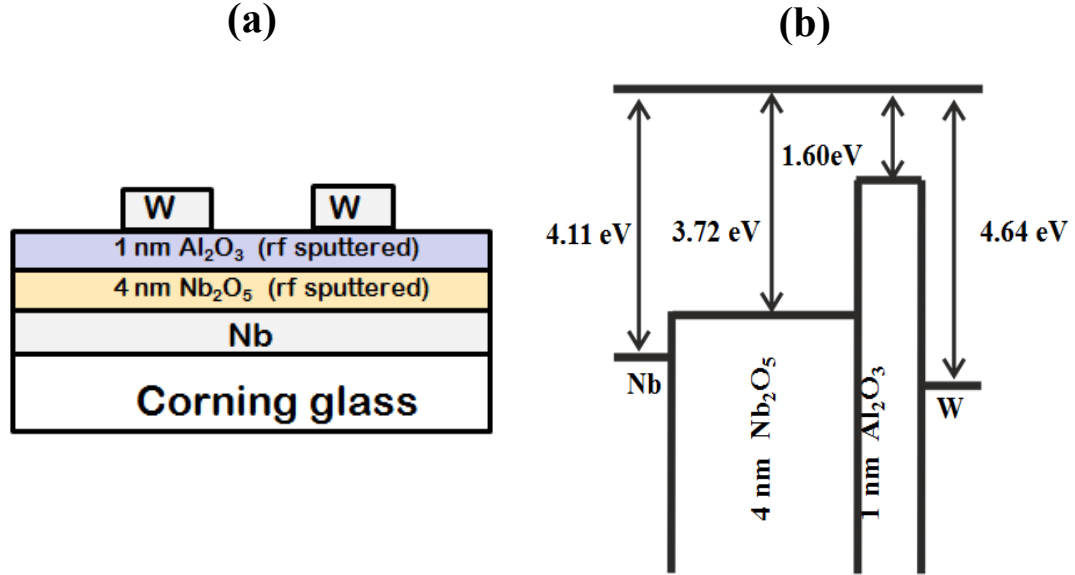 (a)
W
W
1 nm Al₂O₃ (rf sputtered)
4 nm Nb₂O₅ (rf sputtered)
Nb
Corning glass
(b)
1.60eV
4.11 eV
3.72 eV
4.64 eV
Nb
W
4 nm Nb₂O₅
1 nm Al₂O₃